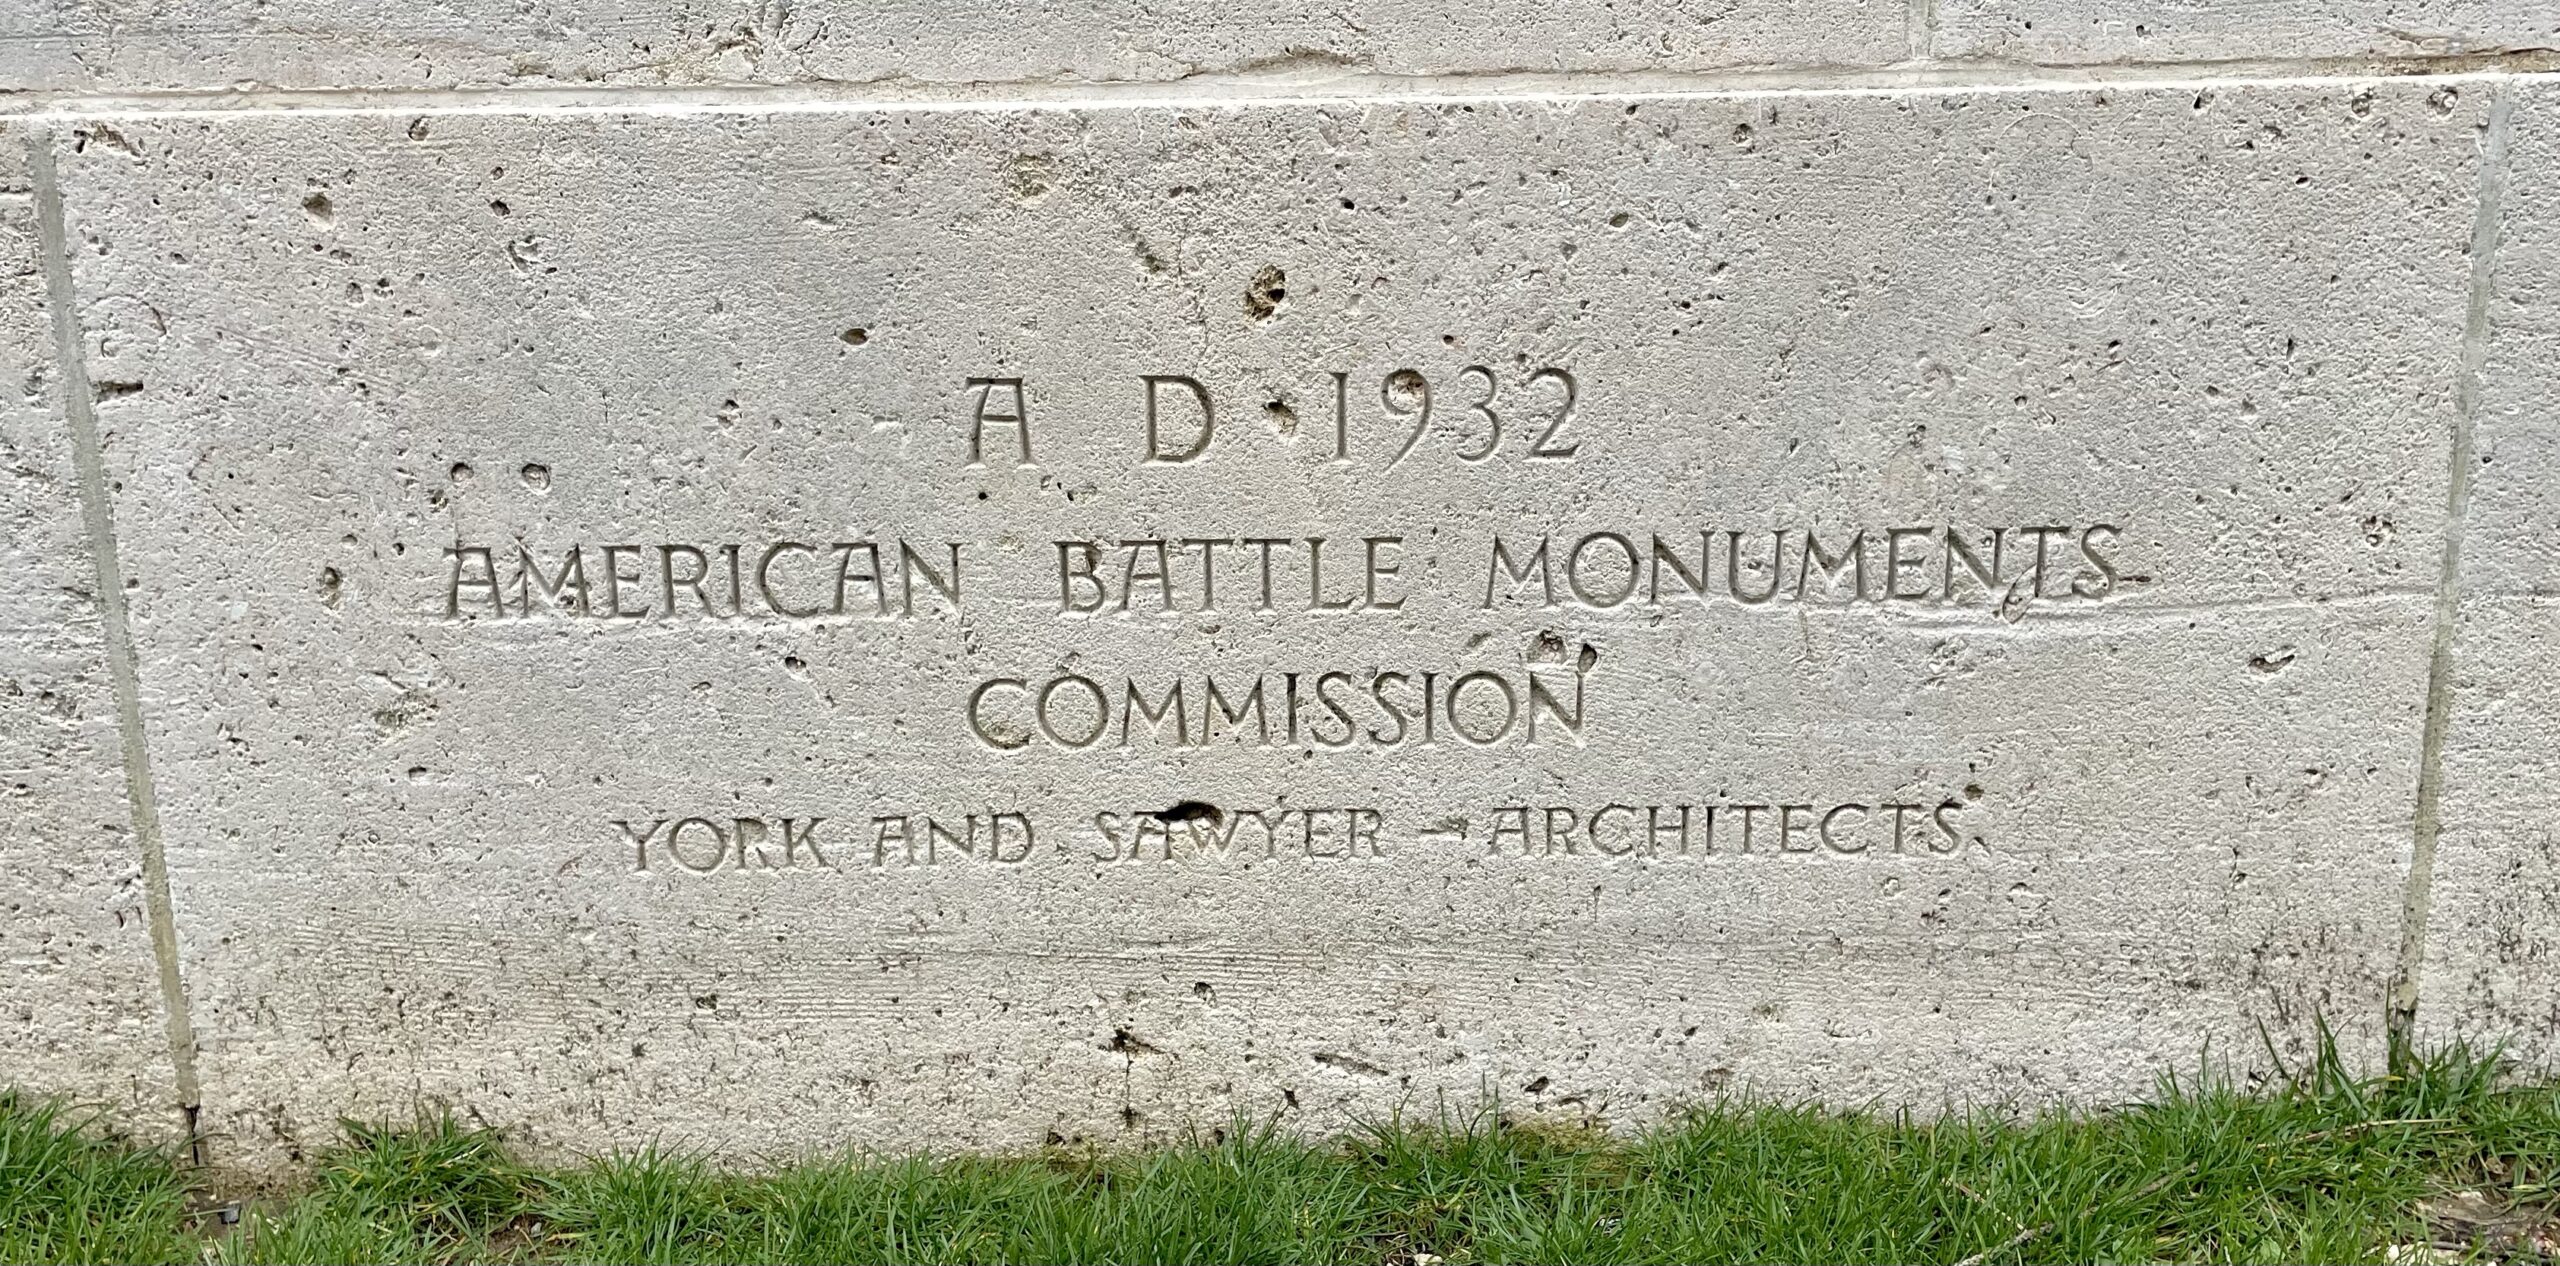 A D 1932
AMERICAN BATTLE MONUMENTS
COMMISSION
YORK AND SAWYER – ARCHITECTS